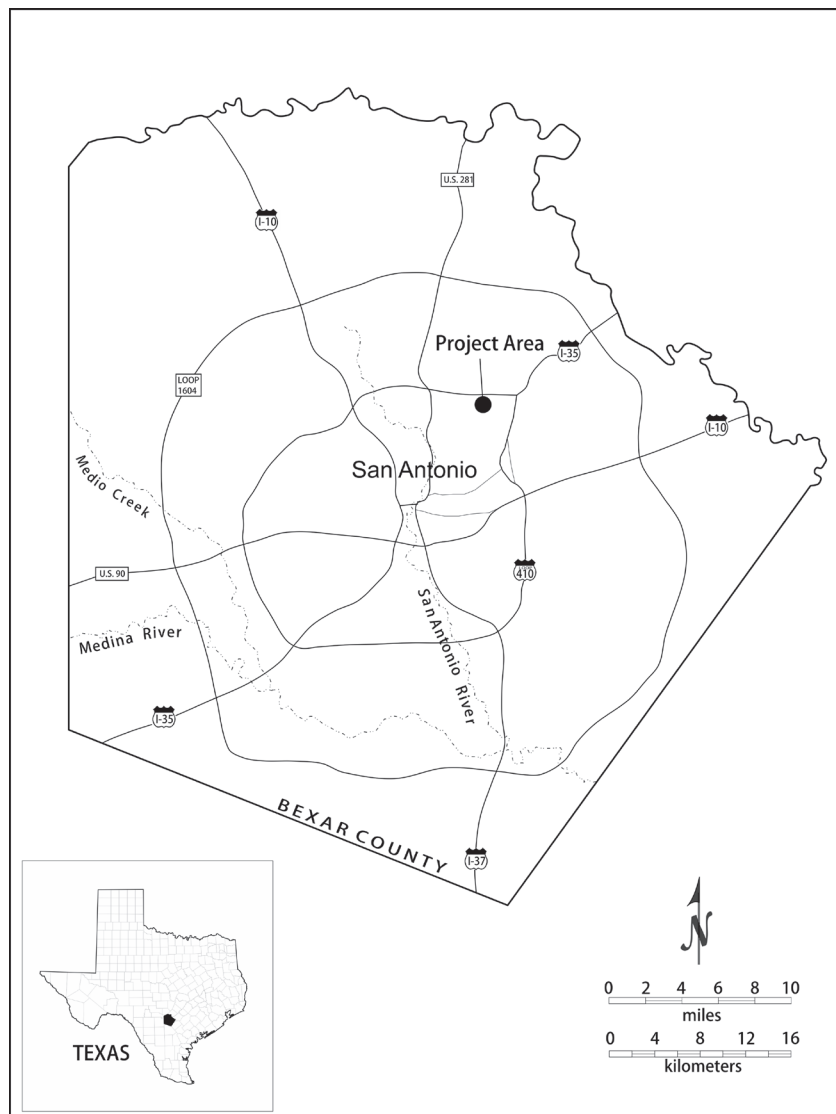 U.S. 281
I-10
Project Area
I-35
LOOP
1604
I-10
San Antonio
Medio Creek
U.S. 90
410
San Antonio River
Medina River
I-35
BEXAR COUNTY
I-37
N
0 2 4 6 8 10
miles
0 4 8 12 16
kilometers
TEXAS